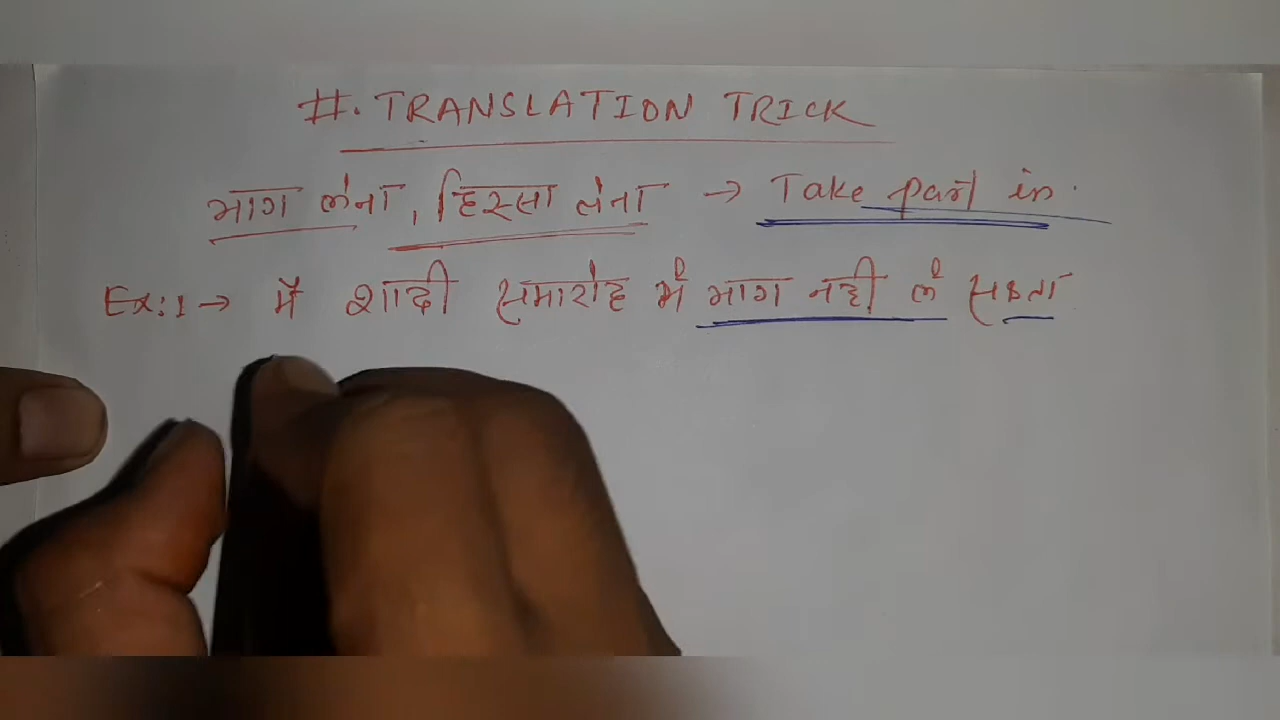 #. TRANSLATION TRICK
भाग लेना, हिस्सा लेना → Take part in.
Ex:1→ मैं शादी समारोह में भाग नहीं ले सकता